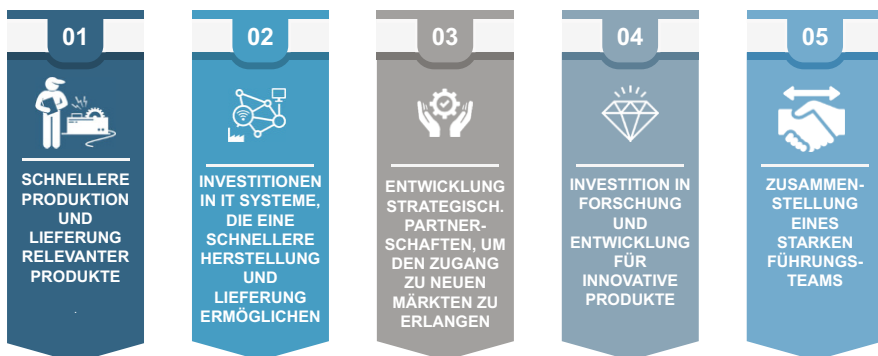 01
SCHNELLERE
PRODUKTION
UND
LIEFERUNG
RELEVANTER
PRODUKTE
.
02
INVESTITIONEN
IN IT SYSTEME,
DIE EINE
SCHNELLERE
HERSTELLUNG
UND
LIEFERUNG
ERMÖGLICHEN
03
ENTWICKLUNG
STRATEGISCH.
PARTNER-
SCHAFTEN, UM
DEN ZUGANG
ZU NEUEN
MÄRKTEN ZU
ERLANGEN
04
INVESTITION IN
FORSCHUNG
UND
ENTWICKLUNG
FÜR
INNOVATIVE
PRODUKTE
05
ZUSAMMEN-
STELLUNG
EINES
STARKEN
FÜHRUNGS-
TEAMS